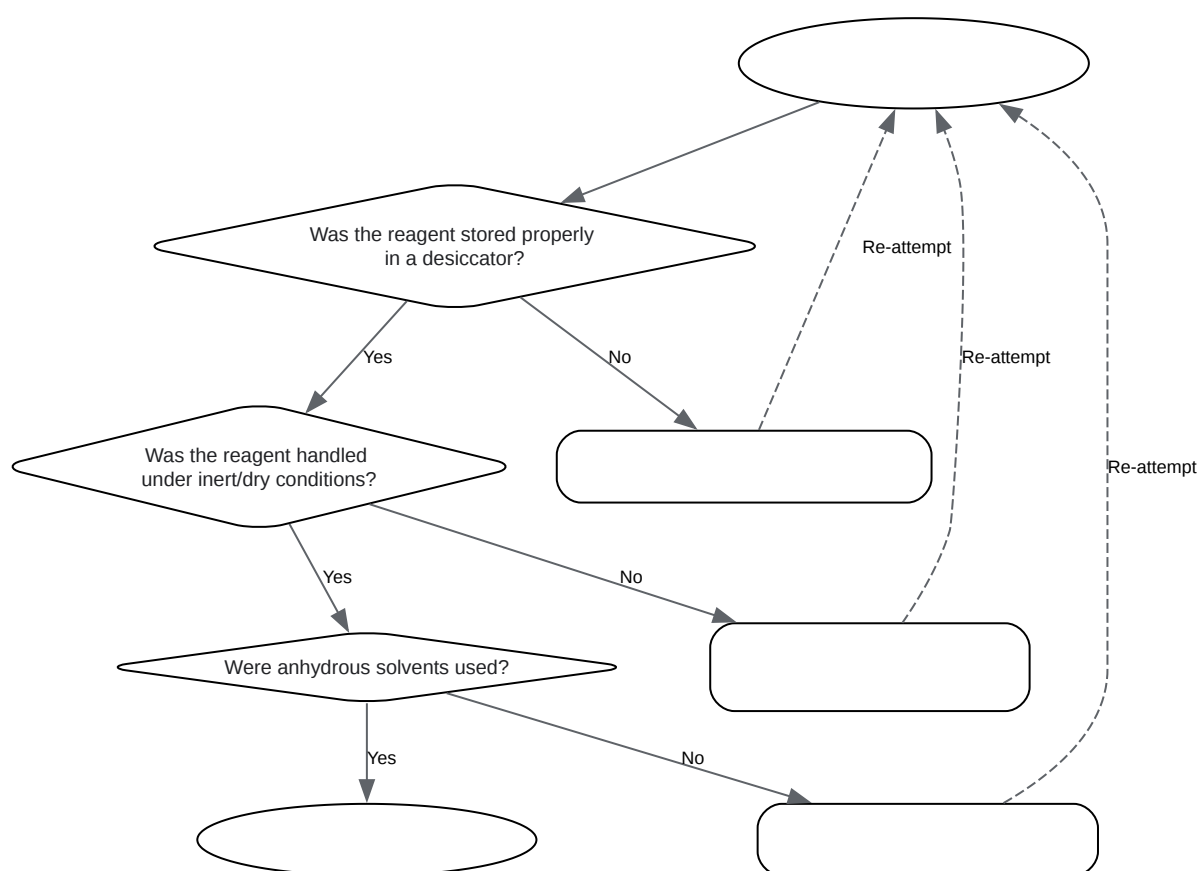 Was the reagent stored properly
in a desiccator?
Re-attempt
Yes
No
Re-attempt
Was the reagent handled
under inert/dry conditions?
Re-attempt
Yes
No
Were anhydrous solvents used?
Yes
No